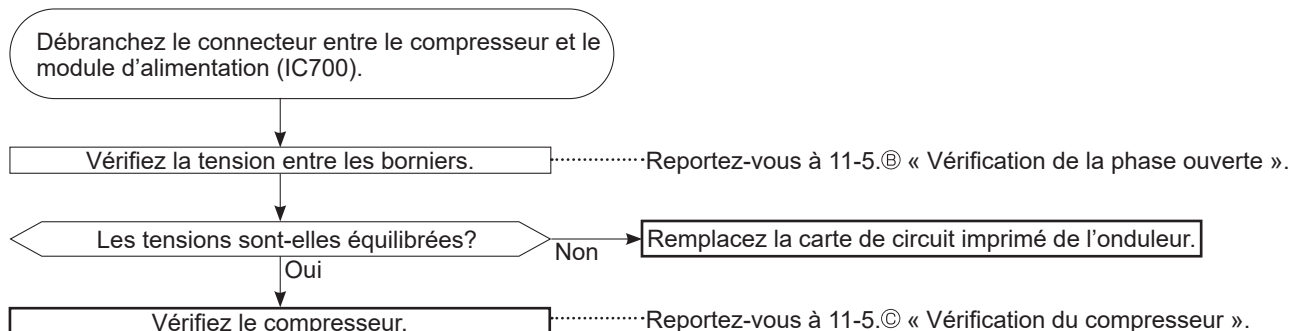 Débranchez le connecteur entre le compresseur et le
module d’alimentation (IC700).
Vérifiez la tension entre les borniers.
Reportez-vous à 11-5.Ⓑ « Vérification de la phase ouverte ».
Les tensions sont-elles équilibrées?
Non
Remplacez la carte de circuit imprimé de l’onduleur.
Oui
Vérifiez le compresseur.
Reportez-vous à 11-5.Ⓒ « Vérification du compresseur ».